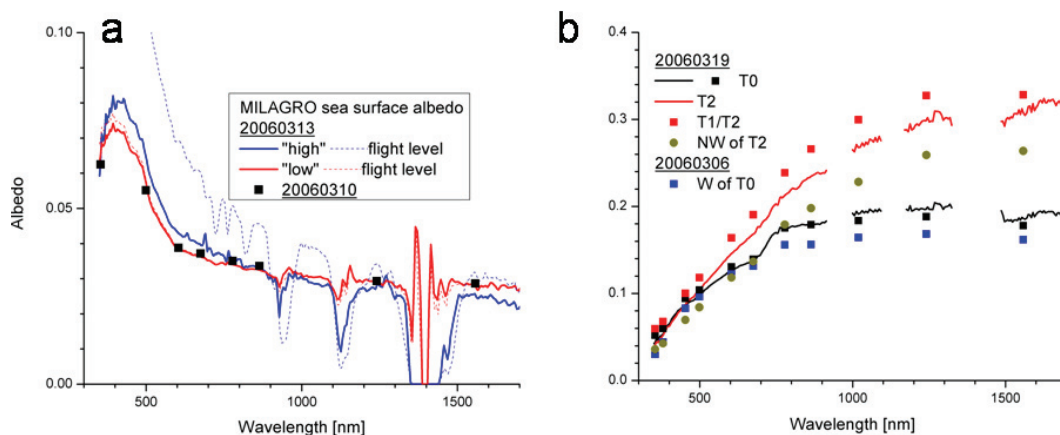 a
0.10
0.05
0.00
Albedo
500
1000
1500
Wavelength [nm]
MILAGRO sea surface albedo
20060313
"high" flight level
"low" flight level
20060310
b
0.4
0.3
0.2
0.1
0.0
500
1000
1500
Wavelength [nm]
20060319
T0
T2
T1/T2
NW of T2
20060306
W of T0